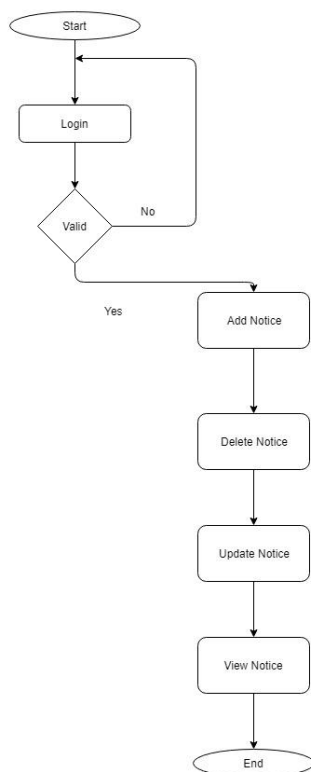 Start
Login
Valid
No
Yes
Add Notice
Delete Notice
Update Notice
View Notice
End